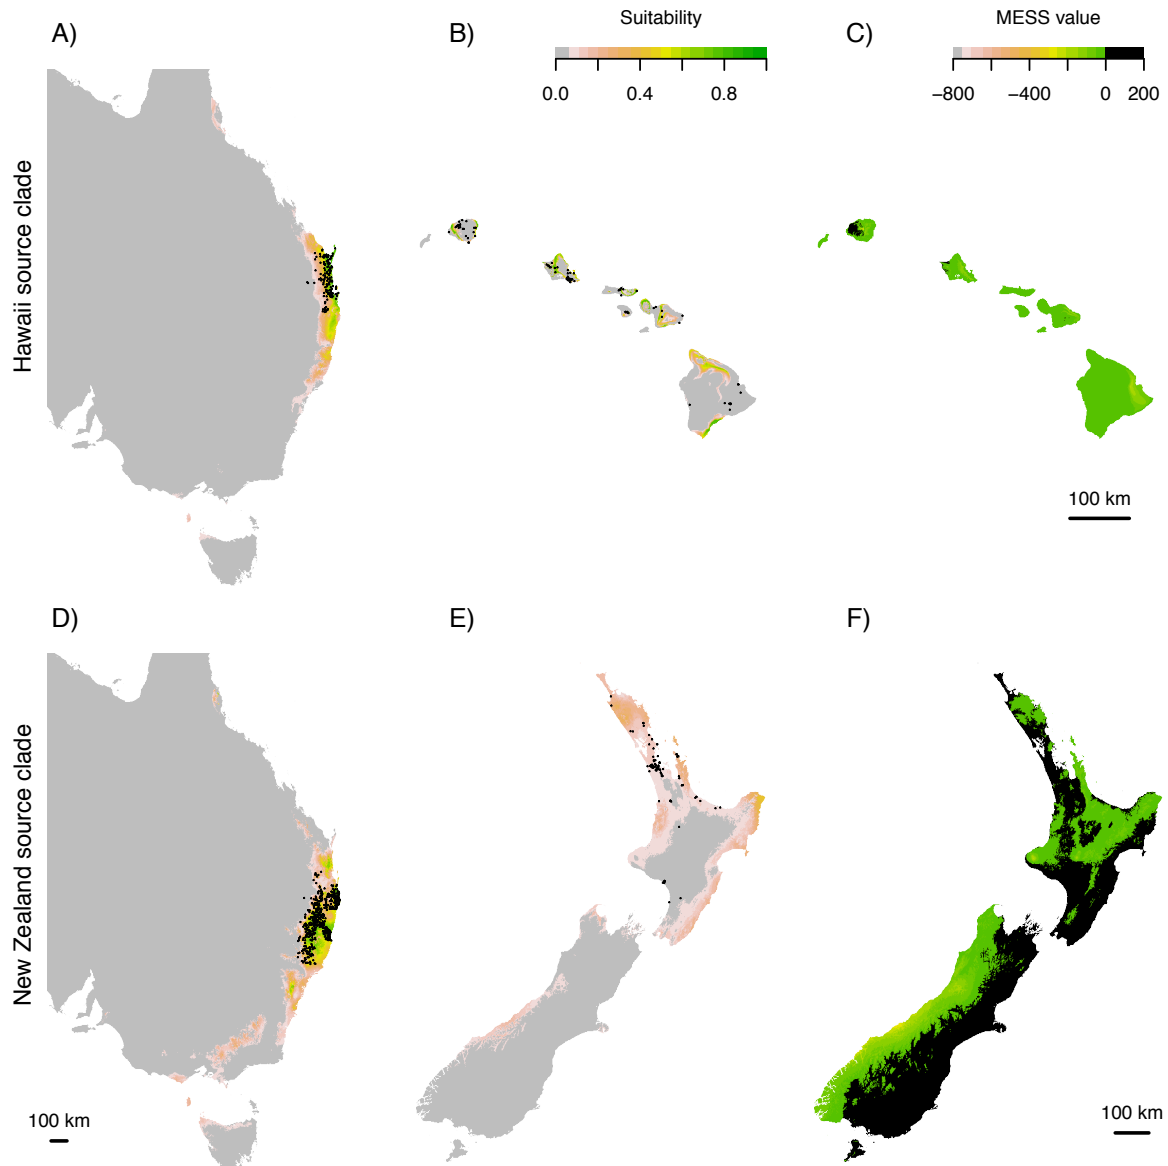 A)
B)
Suitability
0.0 0.4 0.8
C)
MESS value
−800 −400 0 200
Hawaii source clade
100 km
D)
E)
F)
New Zealand source clade
100 km
100 km